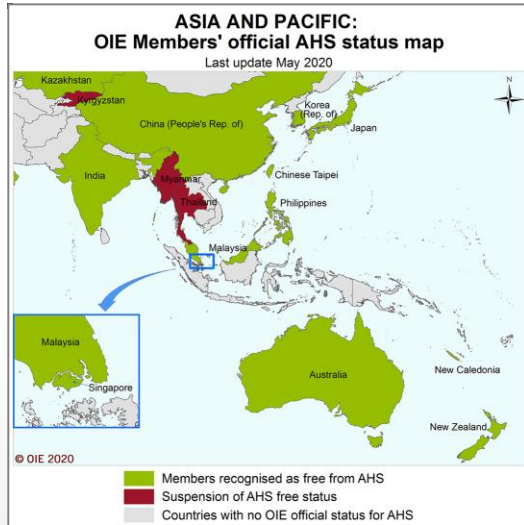 ASIA AND PACIFIC:
OIE Members' official AHS status map
Last update May 2020
Kazakhstan
N
Kyrgyzstan
Korea
(Rep. of)
China (People's Rep. of)
Japan
India
Myanmar
Chinese Taipei
Thailand
Philippines
Malaysia
Malaysia
Singapore
Australia
New Caledonia
New Zealand
© OIE 2020
Members recognised as free from AHS
Suspension of AHS free status
Countries with no OIE official status for AHS